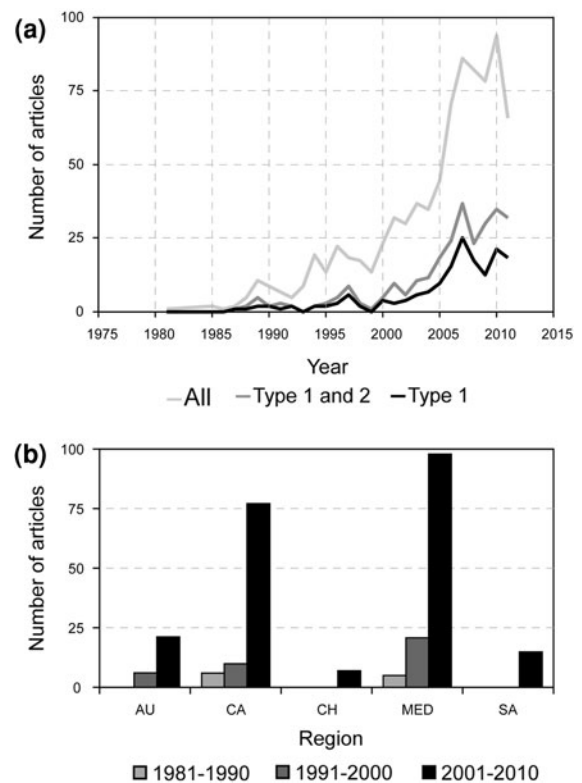 (a)
Number of articles
100
75
50
25
0
1975 1980 1985 1990 1995 2000 2005 2010 2015
Year
All Type 1 and 2 Type 1
(b)
Number of articles
100
75
50
25
0
AU CA CH MED SA
Region
1981-1990 1991-2000 2001-2010